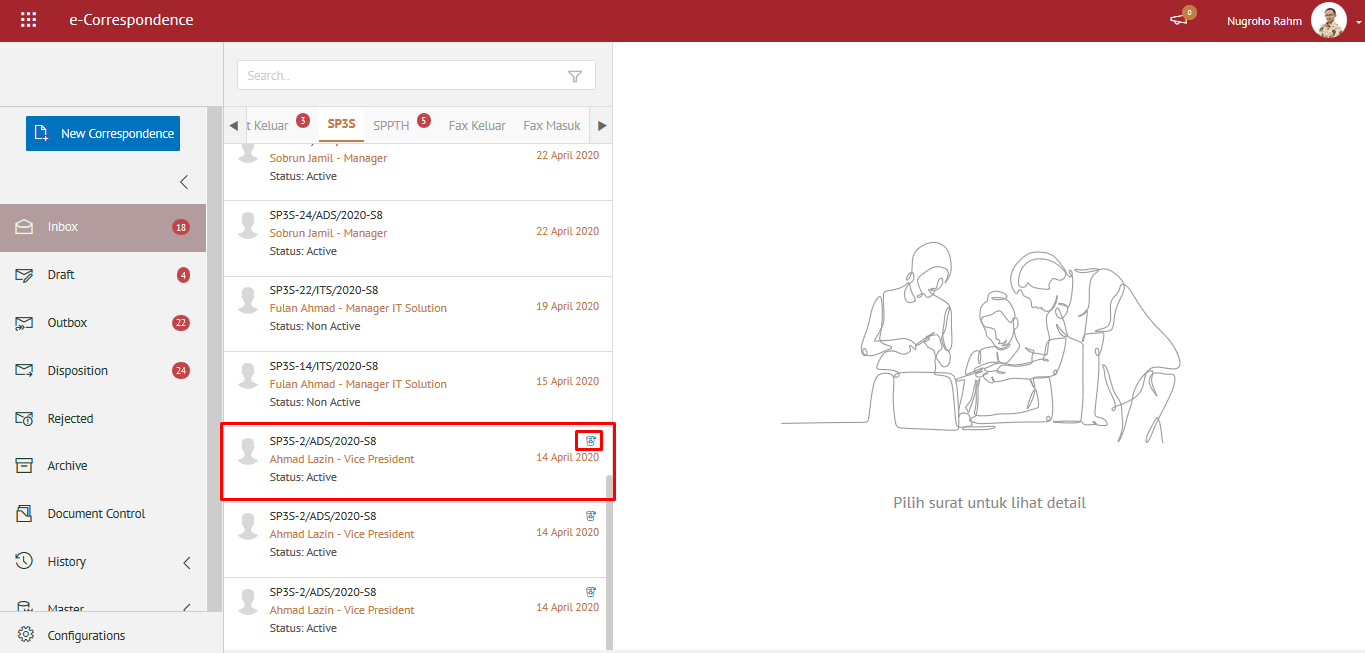 e-Correspondence
0
Nugroho Rahm
Search..
New Correspondence
t Keluar 3
SP3S
SPPTH 5
Fax Keluar
Fax Masuk
Inbox 18
Draft 4
Outbox 22
Disposition 24
Rejected
Archive
Document Control
History
Master
Configurations
Sobrun Jamil - Manager
22 April 2020
Status: Active
SP3S-24/ADS/2020-S8
Sobrun Jamil - Manager
22 April 2020
Status: Active
SP3S-22/ITS/2020-S8
Fulan Ahmad - Manager IT Solution
19 April 2020
Status: Non Active
SP3S-14/ITS/2020-S8
Fulan Ahmad - Manager IT Solution
15 April 2020
Status: Non Active
SP3S-2/ADS/2020-S8
Ahmad Lazin - Vice President
14 April 2020
Status: Active
SP3S-2/ADS/2020-S8
Ahmad Lazin - Vice President
14 April 2020
Status: Active
SP3S-2/ADS/2020-S8
Ahmad Lazin - Vice President
14 April 2020
Status: Active
Pilih surat untuk lihat detail